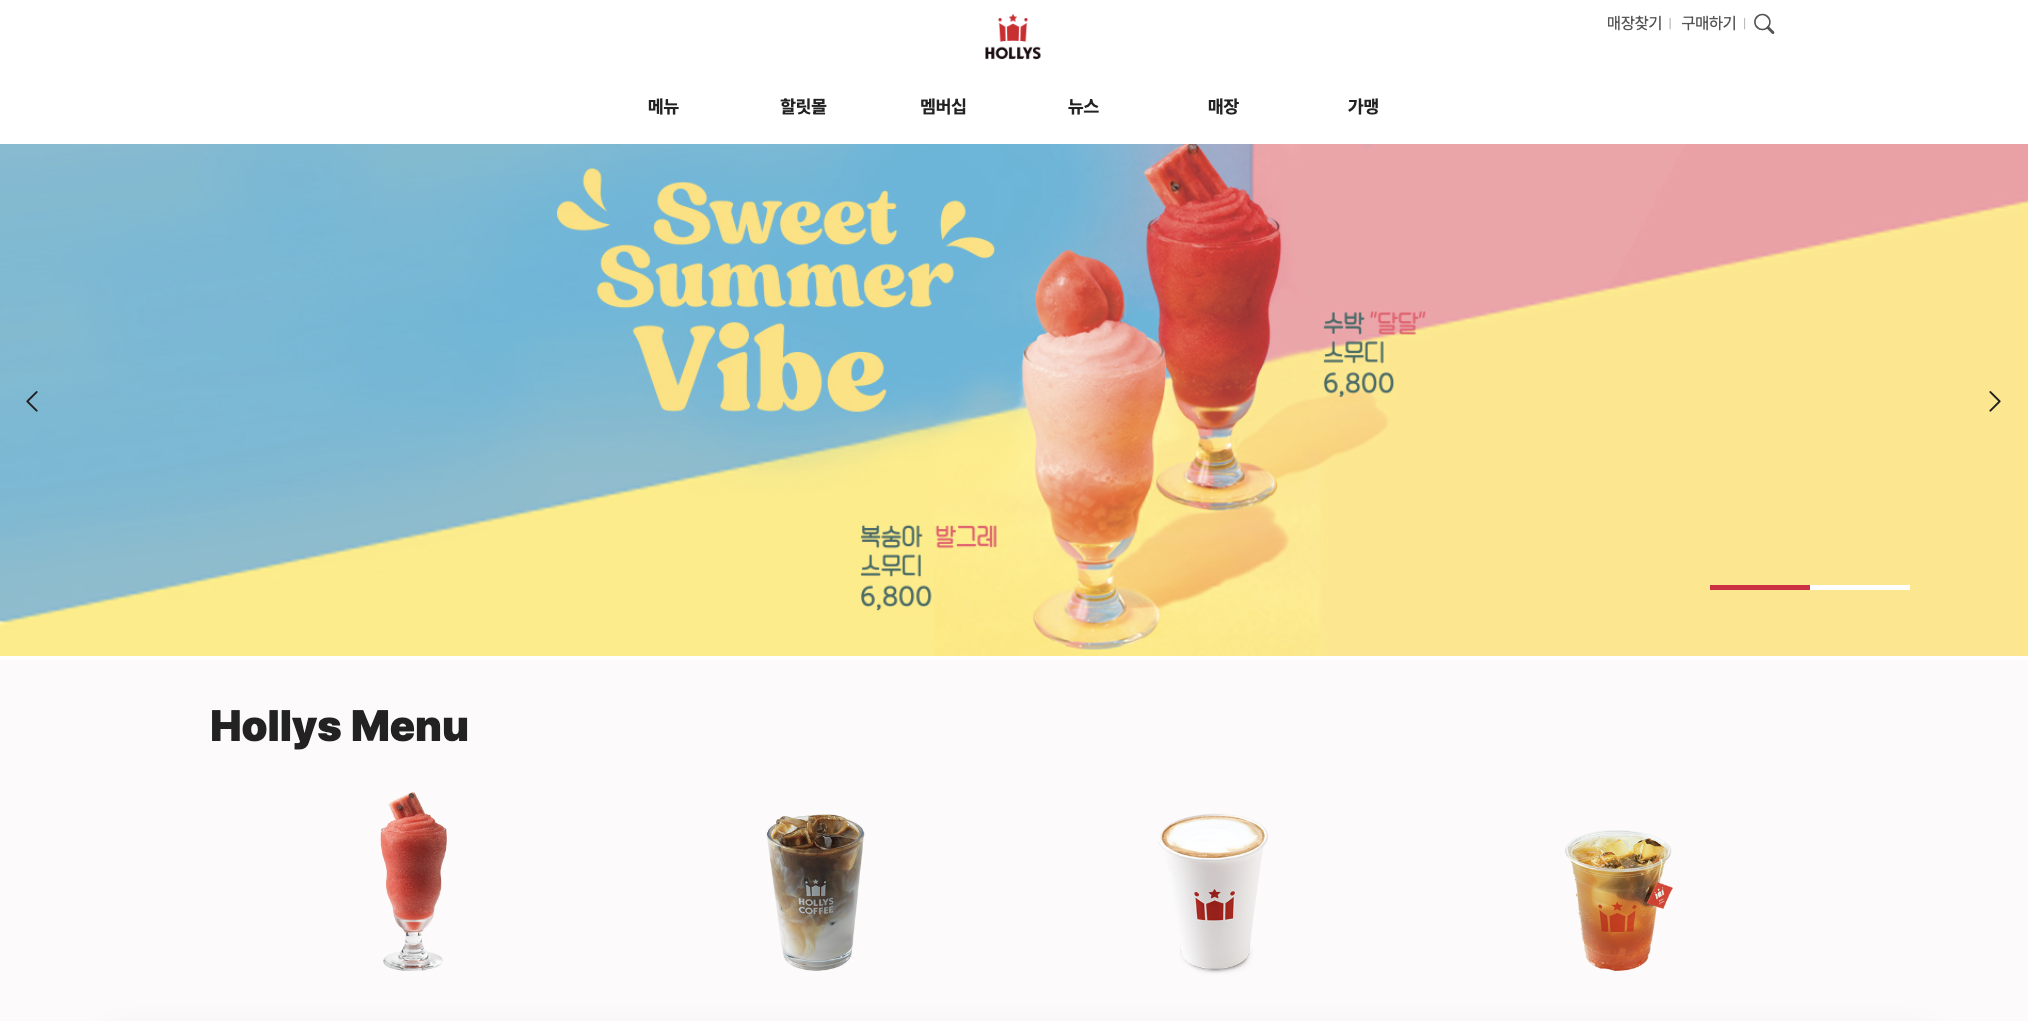 HOLLYS
매장찾기
구매하기
메뉴
할릿몰
멤버십
뉴스
매장
가맹
Sweet
Summer
Vibe
수박 "달달"
스무디
6,800
복숭아 발그레
스무디
6,800
Hollys Menu
HOLLYS
COFFEE